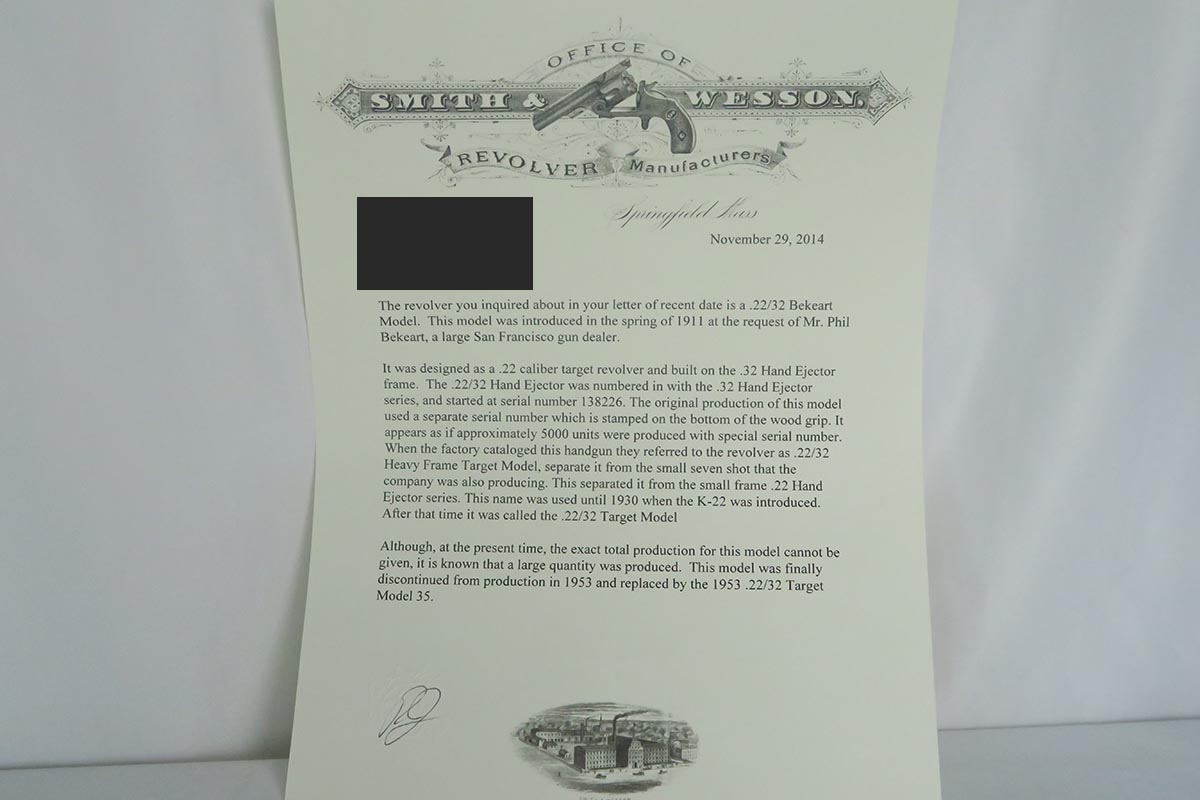 OFFICE OF
SMITH & WESSON.
REVOLVER Manufacturers
Springfield Mass
November 29, 2014
The revolver you inquired about in your letter of recent date is a .22/32 Bekeart
Model. This model was introduced in the spring of 1911 at the request of Mr. Phil
Bekeart, a large San Francisco gun dealer.
It was designed as a .22 caliber target revolver and built on the .32 Hand Ejector
frame. The .22/32 Hand Ejector was numbered in with the .32 Hand Ejector
series, and started at serial number 138226. The original production of this model
used a separate serial number which is stamped on the bottom of the wood grip. It
appears as if approximately 5000 units were produced with special serial number.
When the factory cataloged this handgun they referred to the revolver as .22/32
Heavy Frame Target Model, separate it from the small seven shot that the
company was also producing. This separated it from the small frame .22 Hand
Ejector series. This name was used until 1930 when the K-22 was introduced.
After that time it was called the .22/32 Target Model
Although, at the present time, the exact total production for this model cannot be
given, it is known that a large quantity was produced. This model was finally
discontinued from production in 1953 and replaced by the 1953 .22/32 Target
Model 35.